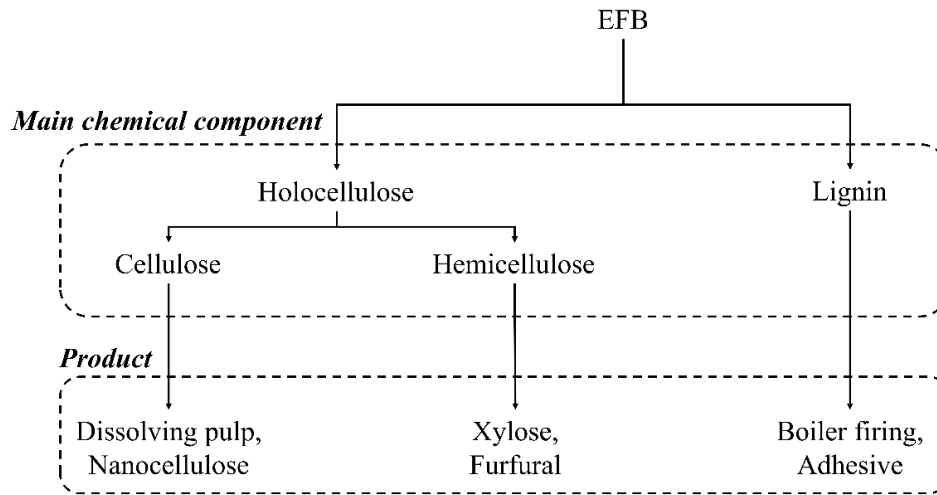 EFB
Main chemical component
Holocellulose
Lignin
Cellulose
Hemicellulose
Product
Dissolving pulp,
Nanocellulose
Xylose,
Furfural
Boiler firing,
Adhesive